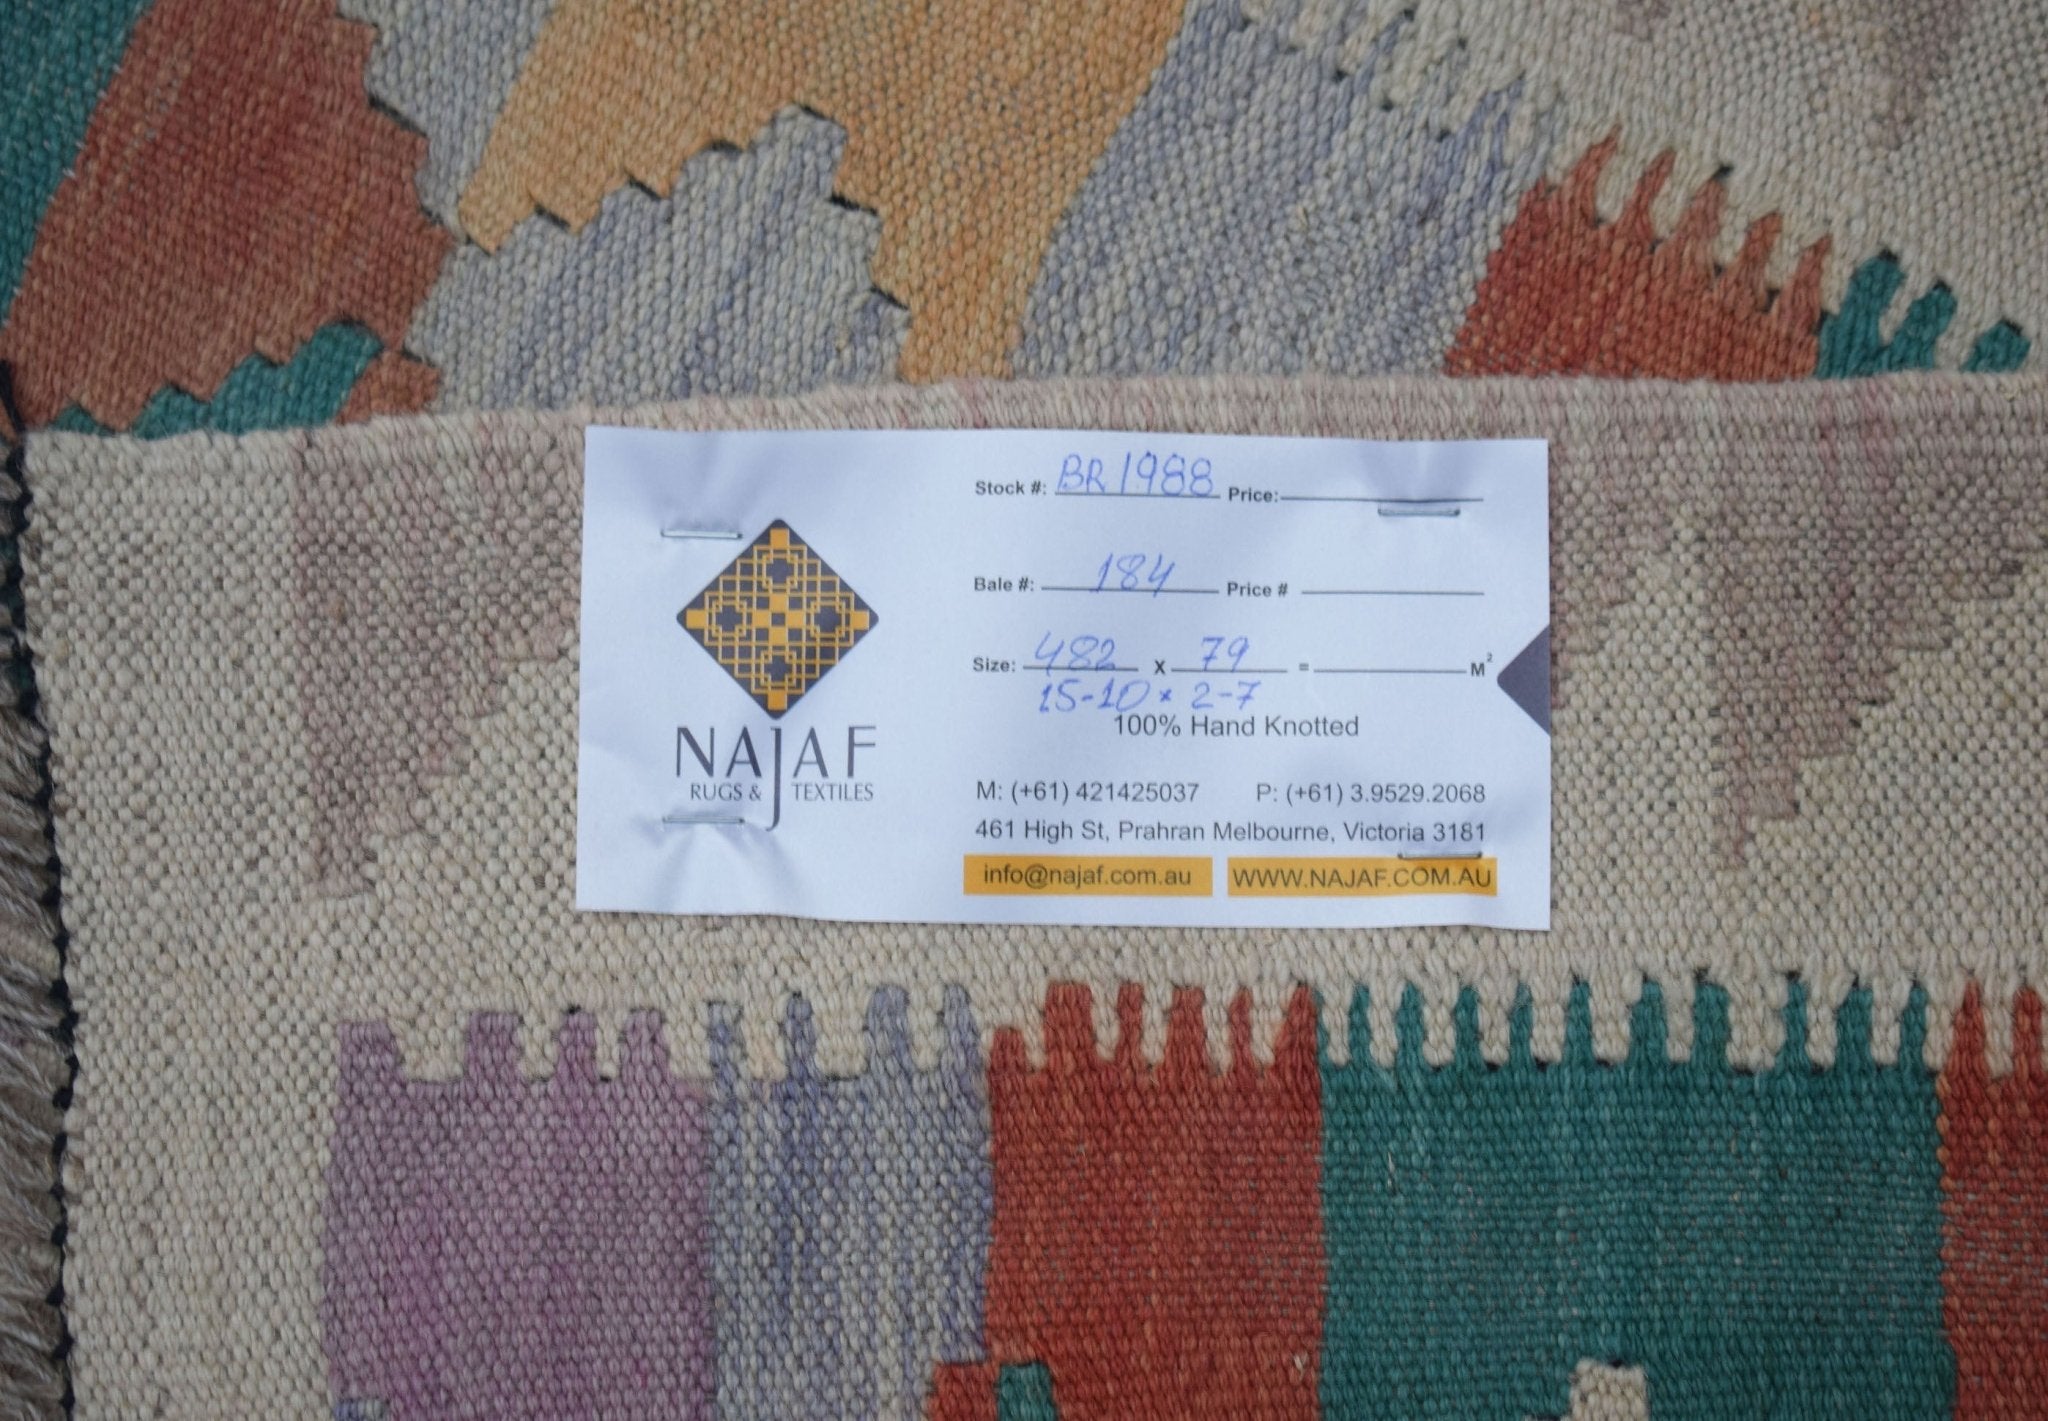 NAJAF
RUGS & TEXTILES
Stock #: BR1988 Price:
Bale #: 184 Price #
Size: 482 X 79 = M²
15-10 x 2-7
100% Hand Knotted
M: (+61) 421425037 P: (+61) 3.9529.2068
461 High St, Prahran Melbourne, Victoria 3181
info@najaf.com.au WWW.NAJAF.COM.AU